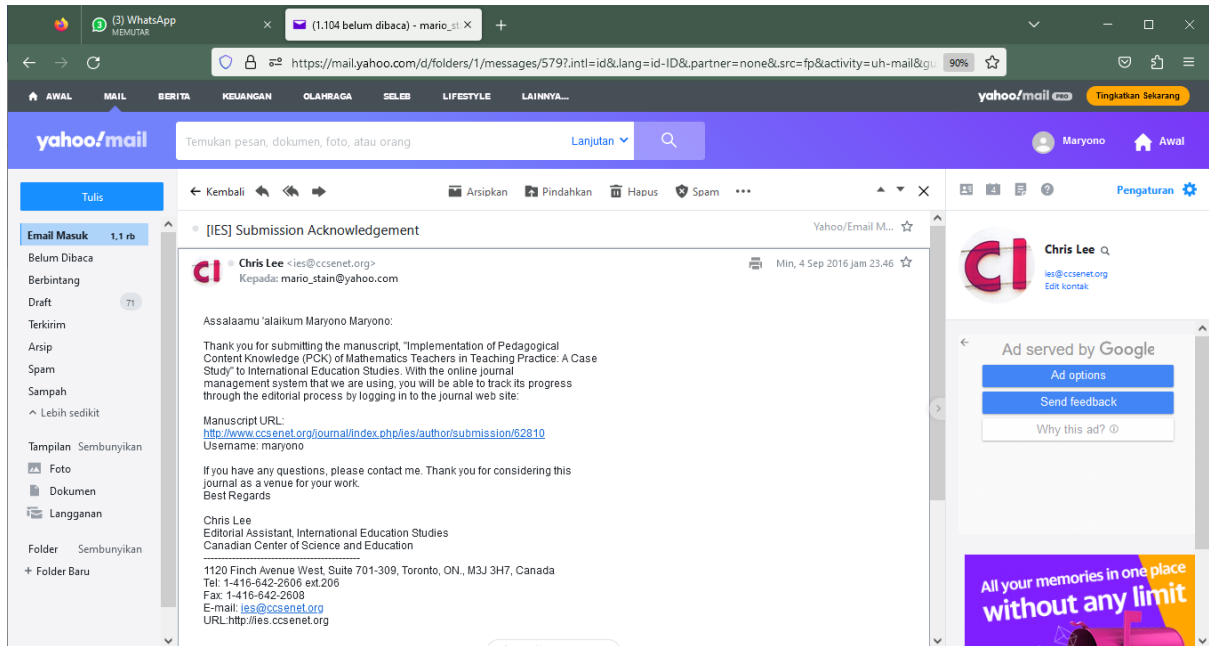 (3) WhatsApp
MEMUTAR
(1.104 belum dibaca) - mario_st
https://mail.yahoo.com/d/folders/1/messages/579?.intl=id&.lang=id-ID&.partner=none&.src=fp&activity=uh-mail&gu
90%
AWAL MAIL BERITA KEUANGAN OLAHRAGA SELEB LIFESTYLE LAINNYA...
yahoo!mail PRO Tingkatkan Sekarang
yahoo!mail
Temukan pesan, dokumen, foto, atau orang Lanjutan
Maryono Awal
Tulis
Email Masuk 1,1 rb
Belum Dibaca
Berbintang
Draft 71
Terkirim
Arsip
Spam
Sampah
Lebih sedikit
Tampilan Sembunyikan
Foto
Dokumen
Langganan
Folder Sembunyikan
+ Folder Baru
Kembali Arsipkan Pindahkan Hapus Spam
[IES] Submission Acknowledgement Yahoo/Email M...
CI
Chris Lee <ies@ccsenet.org> Min, 4 Sep 2016 jam 23.46
Kepada: mario_stain@yahoo.com
Assalaamu 'alaikum Maryono Maryono:
Thank you for submitting the manuscript, "Implementation of Pedagogical
Content Knowledge (PCK) of Mathematics Teachers in Teaching Practice: A Case
Study" to International Education Studies. With the online journal
management system that we are using, you will be able to track its progress
through the editorial process by logging in to the journal web site:
Manuscript URL:
http://www.ccsenet.org/journal/index.php/ies/author/submission/62810
Username: maryono
If you have any questions, please contact me. Thank you for considering this
journal as a venue for your work.
Best Regards
Chris Lee
Editorial Assistant, International Education Studies
Canadian Center of Science and Education
--------------------------------------------
1120 Finch Avenue West, Suite 701-309, Toronto, ON., M3J 3H7, Canada
Tel: 1-416-642-2606 ext.206
Fax: 1-416-642-2608
E-mail: ies@ccsenet.org
URL:http://ies.ccsenet.org
Pengaturan
CI
Chris Lee
ies@ccsenet.org
Edit kontak
Ad served by Google
Ad options
Send feedback
Why this ad?
All your memories in one place
without any limit